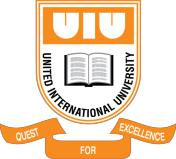 UIU
UNITED INTERNATIONAL UNIVERSITY
QUEST
FOR
EXCELLENCE